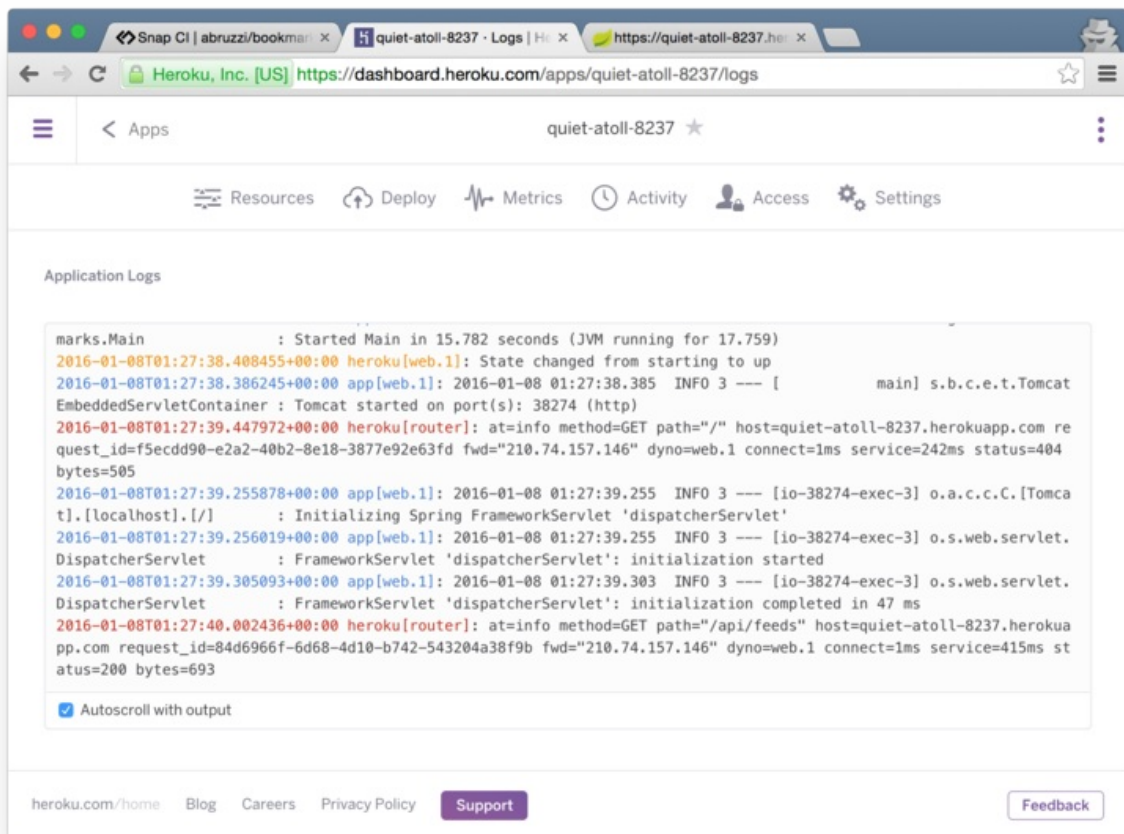 Snap CI | abruzzi/bookmar
quiet-atoll-8237 · Logs | He
https://quiet-atoll-8237.he
Heroku, Inc. [US] https://dashboard.heroku.com/apps/quiet-atoll-8237/logs
Apps
quiet-atoll-8237
Resources Deploy Metrics Activity Access Settings
Application Logs
marks.Main : Started Main in 15.782 seconds (JVM running for 17.759)
2016-01-08T01:27:38.408455+00:00 heroku[web.1]: State changed from starting to up
2016-01-08T01:27:38.386245+00:00 app[web.1]: 2016-01-08 01:27:38.385 INFO 3 --- [ main] s.b.c.e.t.Tomcat
EmbeddedServletContainer : Tomcat started on port(s): 38274 (http)
2016-01-08T01:27:39.447972+00:00 heroku[router]: at=info method=GET path="/" host=quiet-atoll-8237.herokuapp.com re
quest_id=f5ecdd90-e2a2-40b2-8e18-3877e92e63fd fwd="210.74.157.146" dyno=web.1 connect=1ms service=242ms status=404
bytes=505
2016-01-08T01:27:39.255878+00:00 app[web.1]: 2016-01-08 01:27:39.255 INFO 3 --- [io-38274-exec-3] o.a.c.c.C.[Tomca
t].[localhost].[/] : Initializing Spring FrameworkServlet 'dispatcherServlet'
2016-01-08T01:27:39.256019+00:00 app[web.1]: 2016-01-08 01:27:39.255 INFO 3 --- [io-38274-exec-3] o.s.web.servlet.
DispatcherServlet : FrameworkServlet 'dispatcherServlet': initialization started
2016-01-08T01:27:39.305093+00:00 app[web.1]: 2016-01-08 01:27:39.303 INFO 3 --- [io-38274-exec-3] o.s.web.servlet.
DispatcherServlet : FrameworkServlet 'dispatcherServlet': initialization completed in 47 ms
2016-01-08T01:27:40.002436+00:00 heroku[router]: at=info method=GET path="/api/feeds" host=quiet-atoll-8237.herokua
pp.com request_id=84d6966f-6d68-4d10-b742-543204a38f9b fwd="210.74.157.146" dyno=web.1 connect=1ms service=415ms st
atus=200 bytes=693
Autoscroll with output
heroku.com/home Blog Careers Privacy Policy Support Feedback